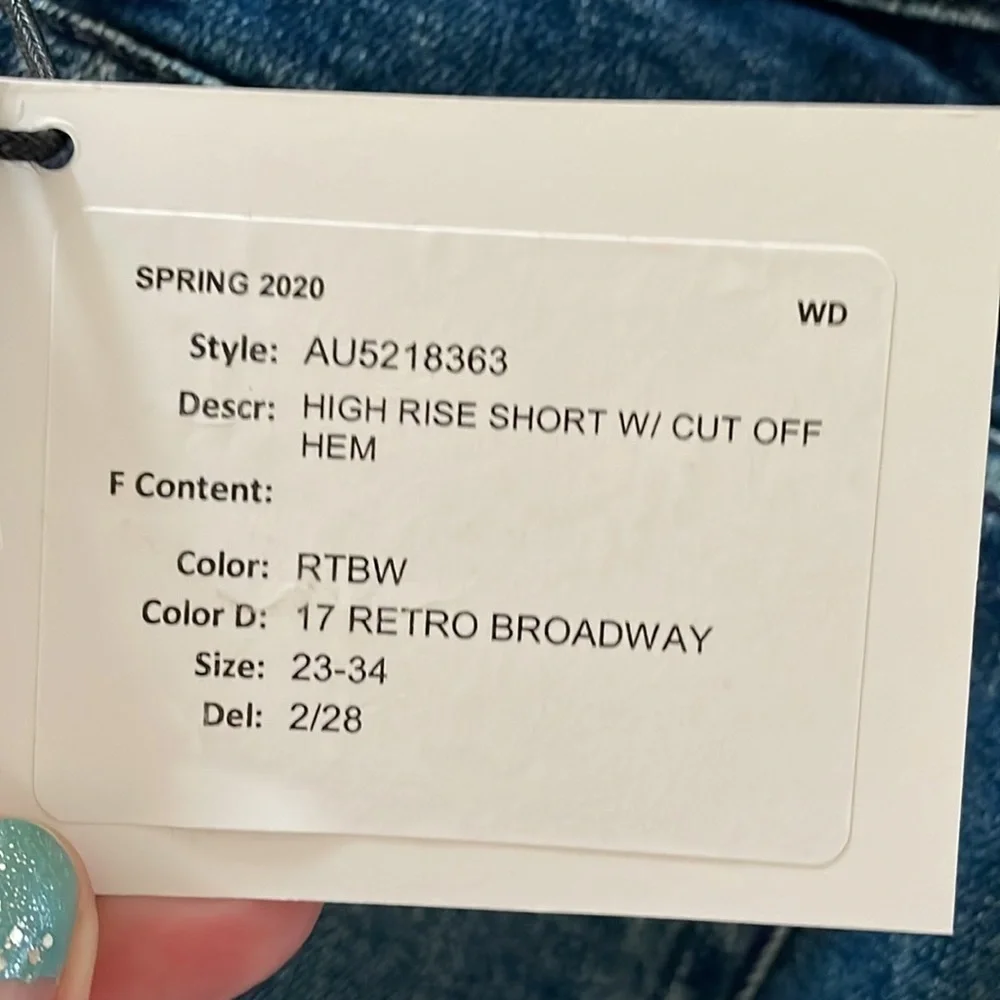 SPRING 2020
WD
Style: AU5218363
Descr: HIGH RISE SHORT W/ CUT OFF
HEM
F Content:
Color: RTBW
Color D: 17 RETRO BROADWAY
Size: 23-34
Del: 2/28